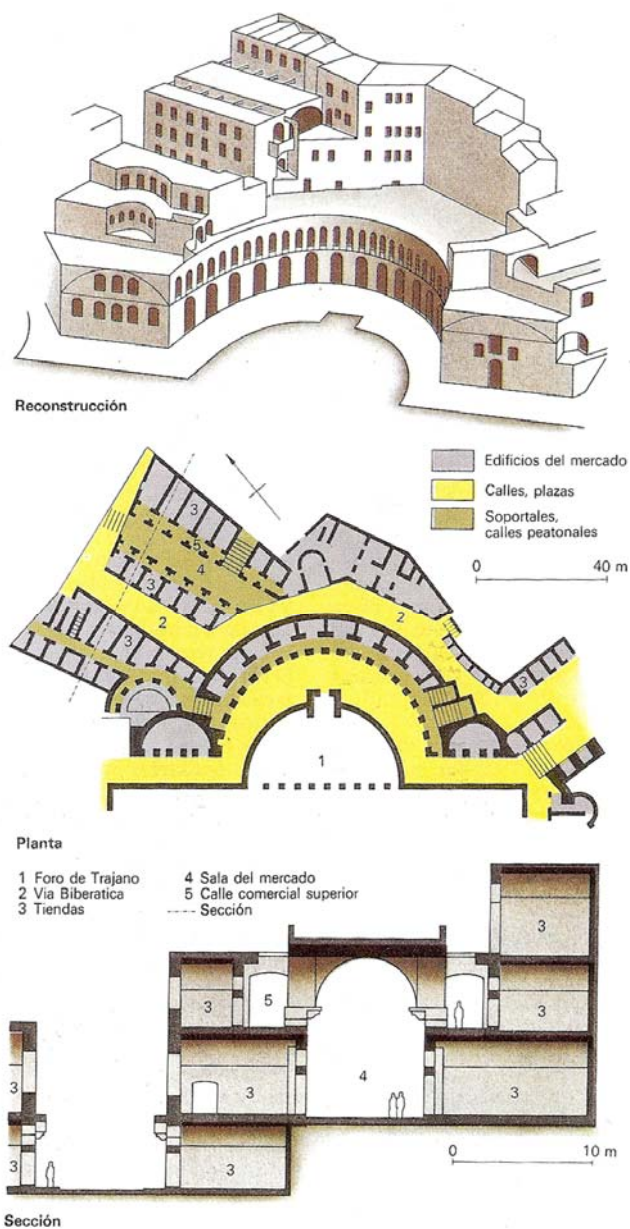 Reconstrucción
Edificios del mercado
Calles, plazas
Soportales,
calles peatonales
0 40 m
3
5
4
3
2
3
2
3
1
Planta
1 Foro de Trajano
2 Via Biberatica
3 Tiendas
4 Sala del mercado
5 Calle comercial superior
---- Sección
3
3
5
3
3
3
4
3
3
3
0 10 m
Sección